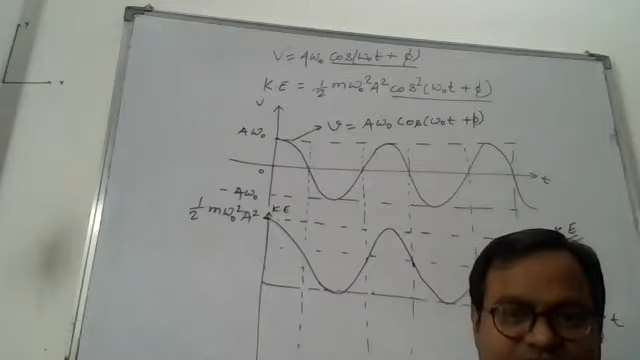 V = Aω₀ cos(ω₀t + φ)
KE = 1/2 mω₀²A² cos²(ω₀t + φ)
V
Aω₀
v = Aω₀ cos(ω₀t + φ)
0
t
- Aω₀
1/2 mω₀²A²
KE
E
t